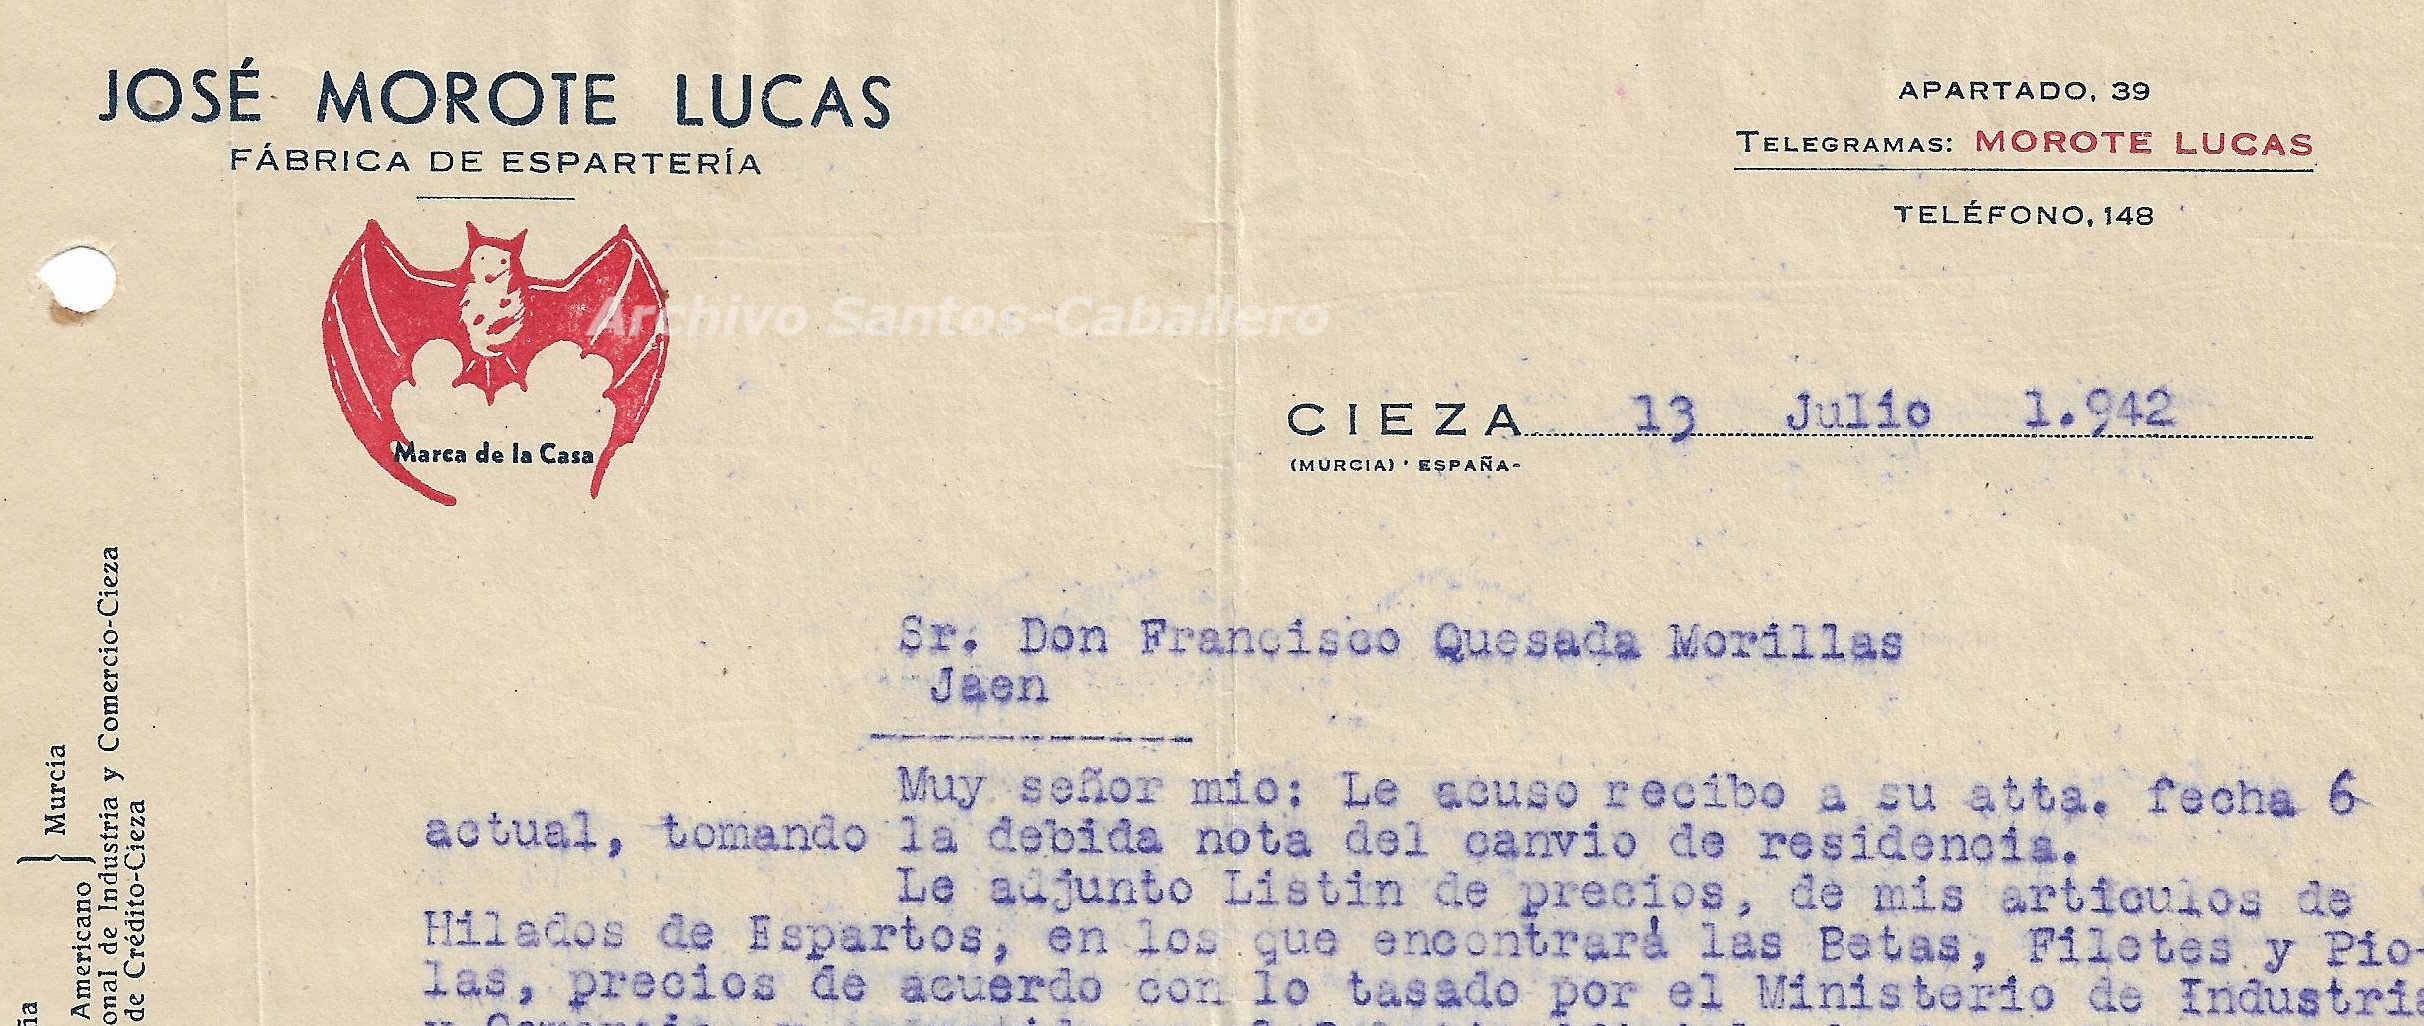 JOSÉ MOROTE LUCAS
FÁBRICA DE ESPARTERÍA
Marca de la Casa
APARTADO, 39
TELEGRAMAS: MOROTE LUCAS
TELÉFONO, 148
Archivo Santos-Caballero
CIEZA 13 Julio 1.942
(MURCIA) ' ESPAÑA-
Sr. Don Francisco Quesada Morillas
Jaen
Muy señor mio: Le acuso recibo a su atta. fecha 6
actual, tomando la debida nota del canvio de residencia.
Le adjunto Listin de precios, de mis articulos de
Hilados de Espartos, en los que encontrará las Betas, Filetes y Pio-
las, precios de acuerdo con lo tasado por el Ministerio de Industria
Americano } Murcia
onal de Industria y Comercio-Cieza
de Crédito-Cieza